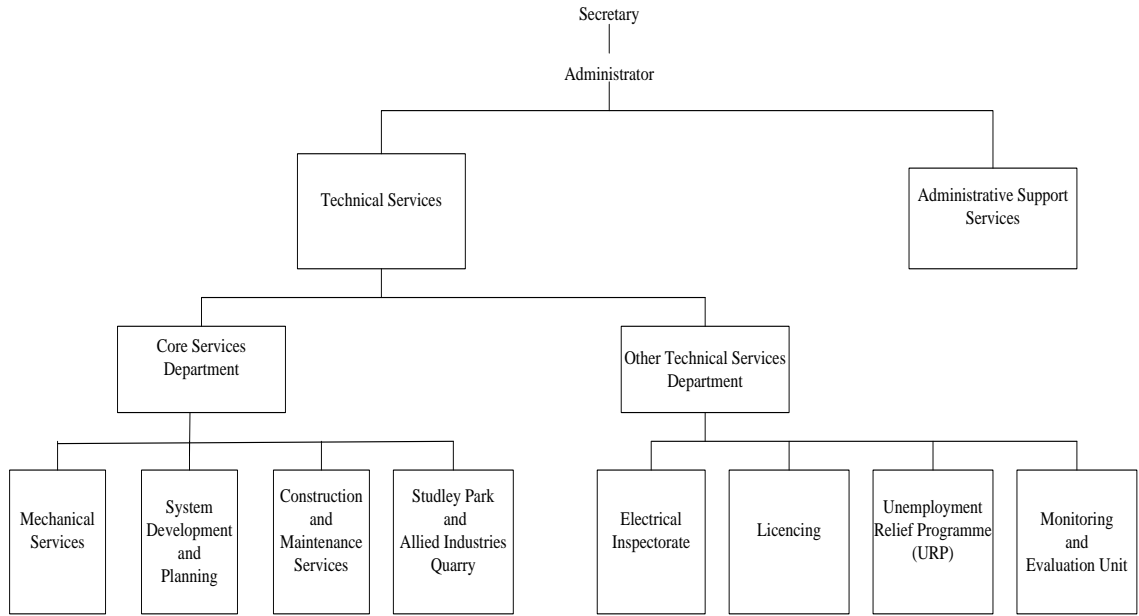 Secretary
Administrator
Technical Services
Administrative Support
Services
Core Services
Department
Other Technical Services
Department
Mechanical
Services
System
Development
and
Planning
Construction
and
Maintenance
Services
Studley Park
and
Allied Industries
Quarry
Electrical
Inspectorate
Licencing
Unemployment
Relief Programme
(URP)
Monitoring
and
Evaluation Unit